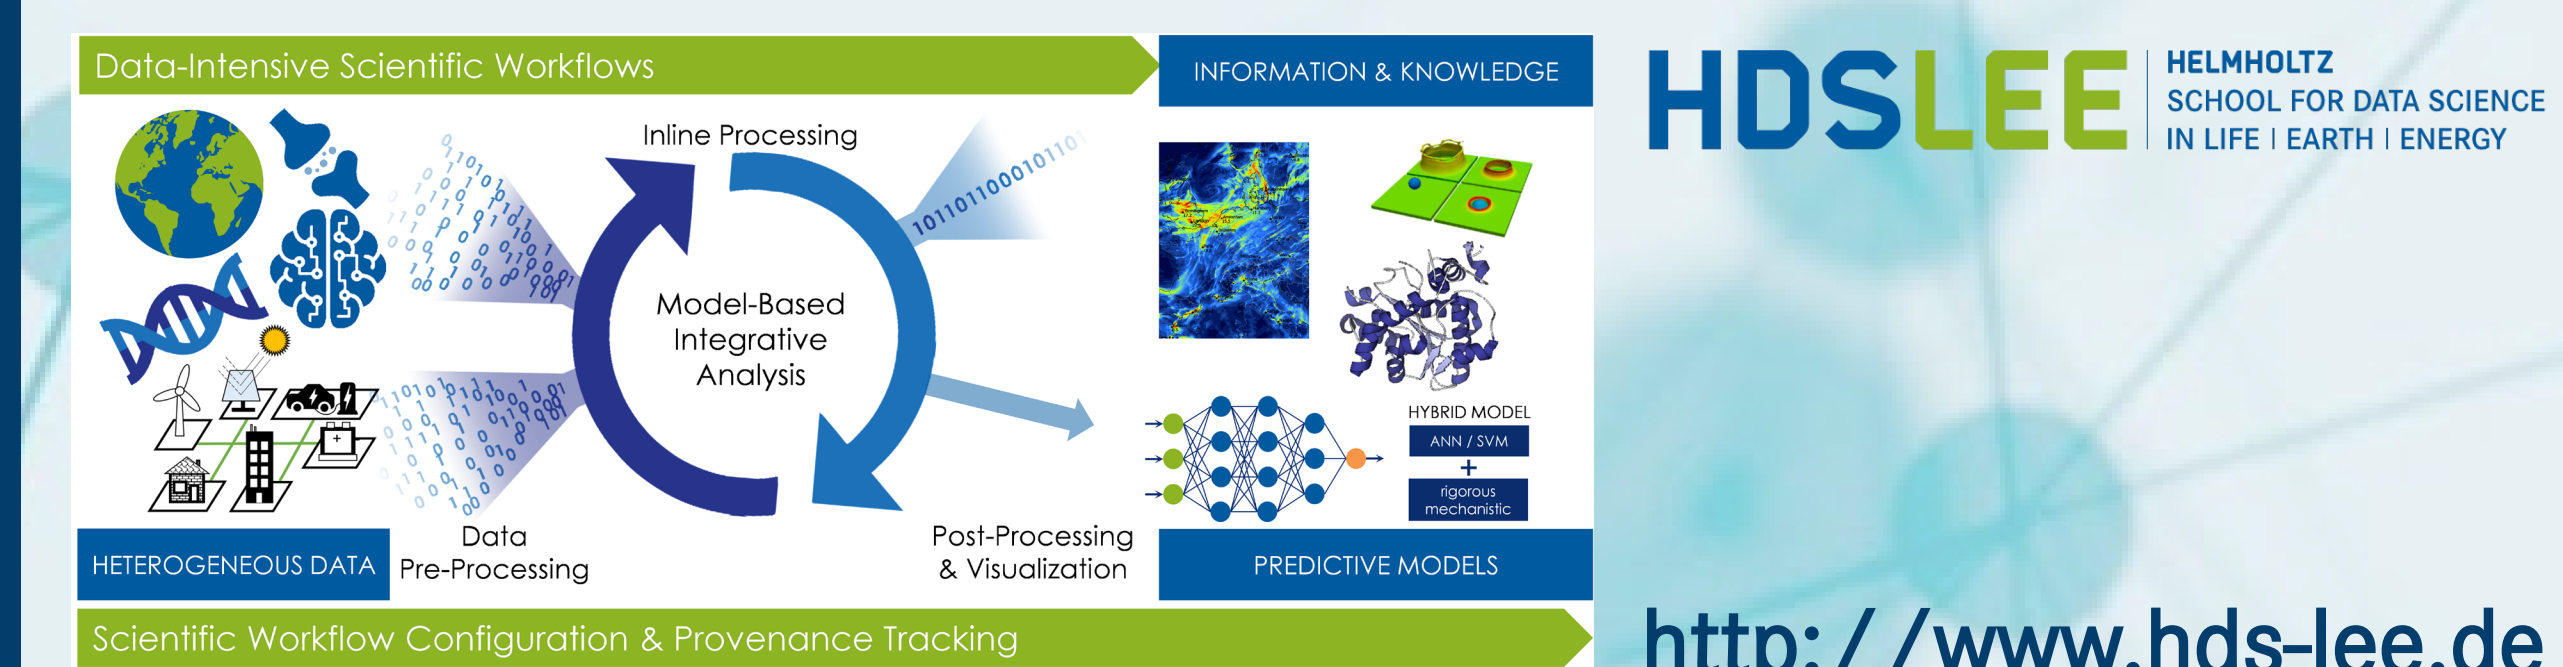 Data-Intensive Scientific Workflows
INFORMATION & KNOWLEDGE
HDSLEE
HELMHOLTZ
SCHOOL FOR DATA SCIENCE
IN LIFE | EARTH | ENERGY
Inline Processing
1011011000101101
Model-Based
Integrative
Analysis
HYBRID MODEL
ANN / SVM
+
rigorous
mechanistic
Data
Pre-Processing
Post-Processing
& Visualization
HETEROGENEOUS DATA
PREDICTIVE MODELS
Scientific Workflow Configuration & Provenance Tracking
http://www.hds-lee.de